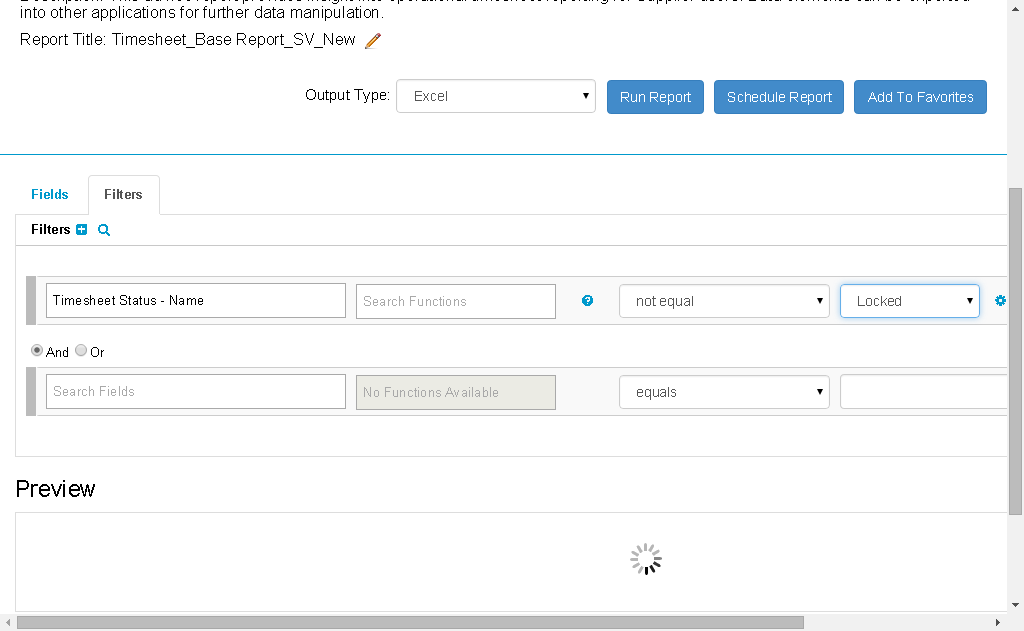 into other applications for further data manipulation.
Report Title: Timesheet_Base Report_SV_New
Output Type: Excel Run Report Schedule Report Add To Favorites
Fields Filters
Filters
Timesheet Status - Name Search Functions not equal Locked
And Or
Search Fields No Functions Available equals
Preview